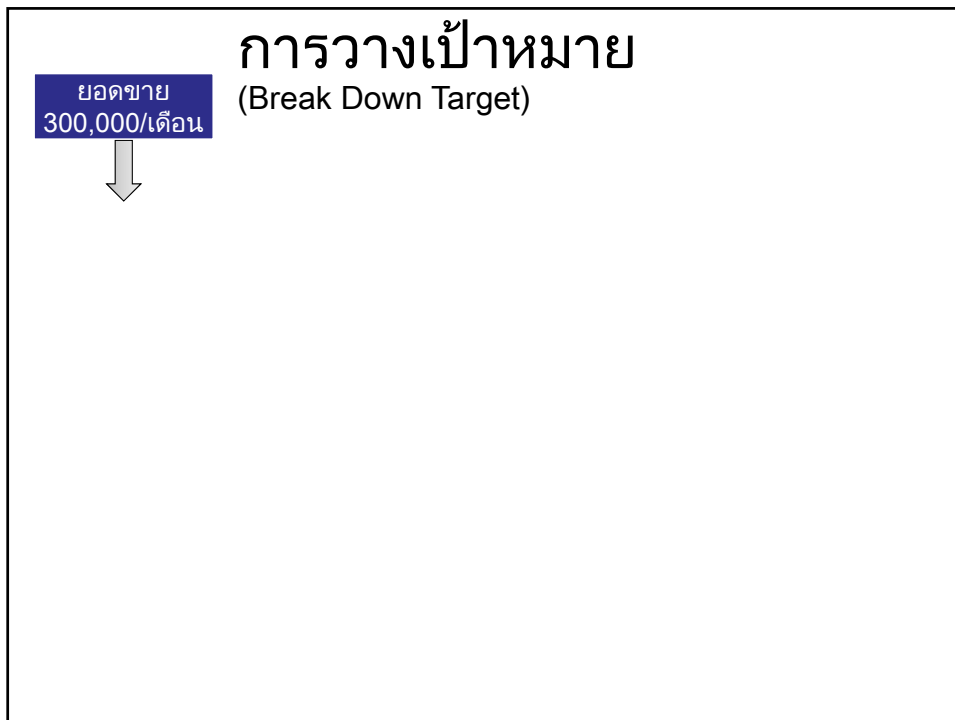 การวางเป้าหมาย
(Break Down Target)
ยอดขาย
300,000/เดือน